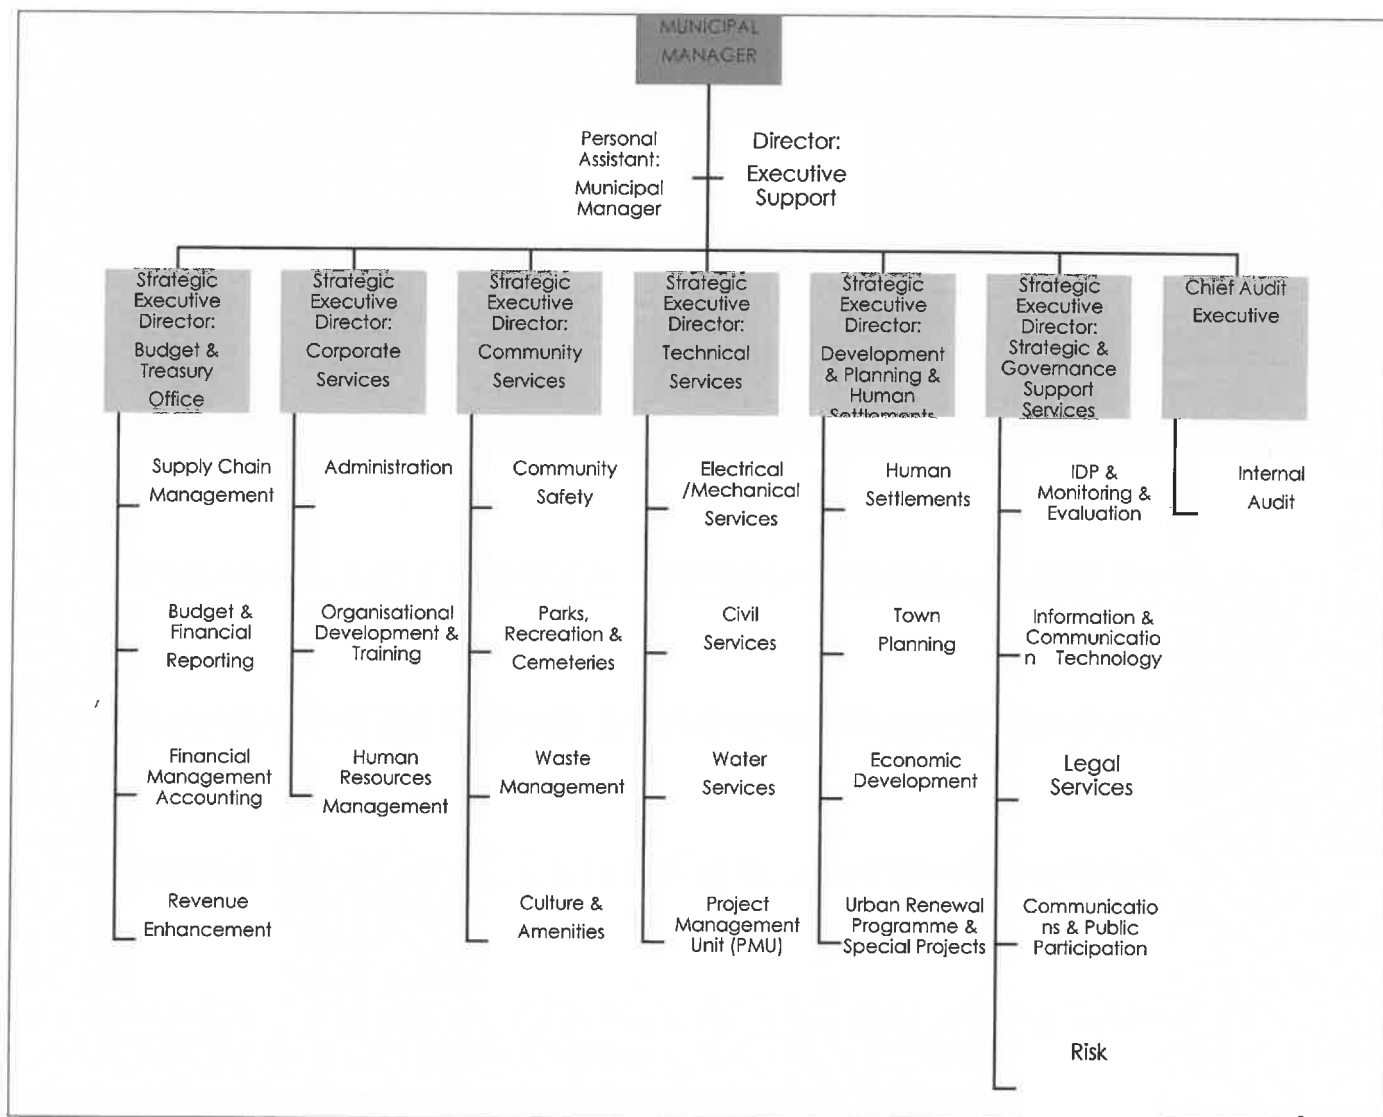 MUNICIPAL
MANAGER
Personal
Assistant:
Municipal
Manager
Director:
Executive
Support
Strategic
Executive
Director:
Budget &
Treasury
Office
Strategic
Executive
Director:
Corporate
Services
Strategic
Executive
Director:
Community
Services
Strategic
Executive
Director:
Technical
Services
Strategic
Executive
Director:
Development
& Planning &
Human
Settlements
Strategic
Executive
Director:
Strategic &
Governance
Support
Services
Chief Audit
Executive
Supply Chain
Management
Budget &
Financial
Reporting
Financial
Management
Accounting
Revenue
Enhancement
Administration
Organisational
Development &
Training
Human
Resources
Management
Community
Safety
Parks,
Recreation &
Cemeteries
Waste
Management
Culture &
Amenities
Electrical
/Mechanical
Services
Civil
Services
Water
Services
Project
Management
Unit (PMU)
Human
Settlements
Town
Planning
Economic
Development
Urban Renewal
Programme &
Special Projects
IDP &
Monitoring &
Evaluation
Information &
Communicatio
n Technology
Legal
Services
Communicatio
ns & Public
Participation
Risk
Internal
Audit